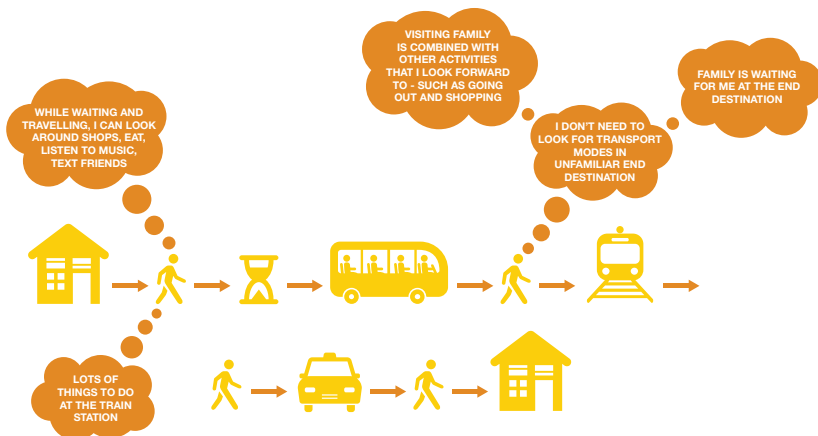 VISITING FAMILY
IS COMBINED WITH
OTHER ACTIVITIES
THAT I LOOK FORWARD
TO - SUCH AS GOING
OUT AND SHOPPING
FAMILY IS WAITING
FOR ME AT THE END
DESTINATION
WHILE WAITING AND
TRAVELLING, I CAN LOOK
AROUND SHOPS, EAT,
LISTEN TO MUSIC,
TEXT FRIENDS
I DON'T NEED TO
LOOK FOR TRANSPORT
MODES IN
UNFAMILIAR END
DESTINATION
LOTS OF
THINGS TO DO
AT THE TRAIN
STATION